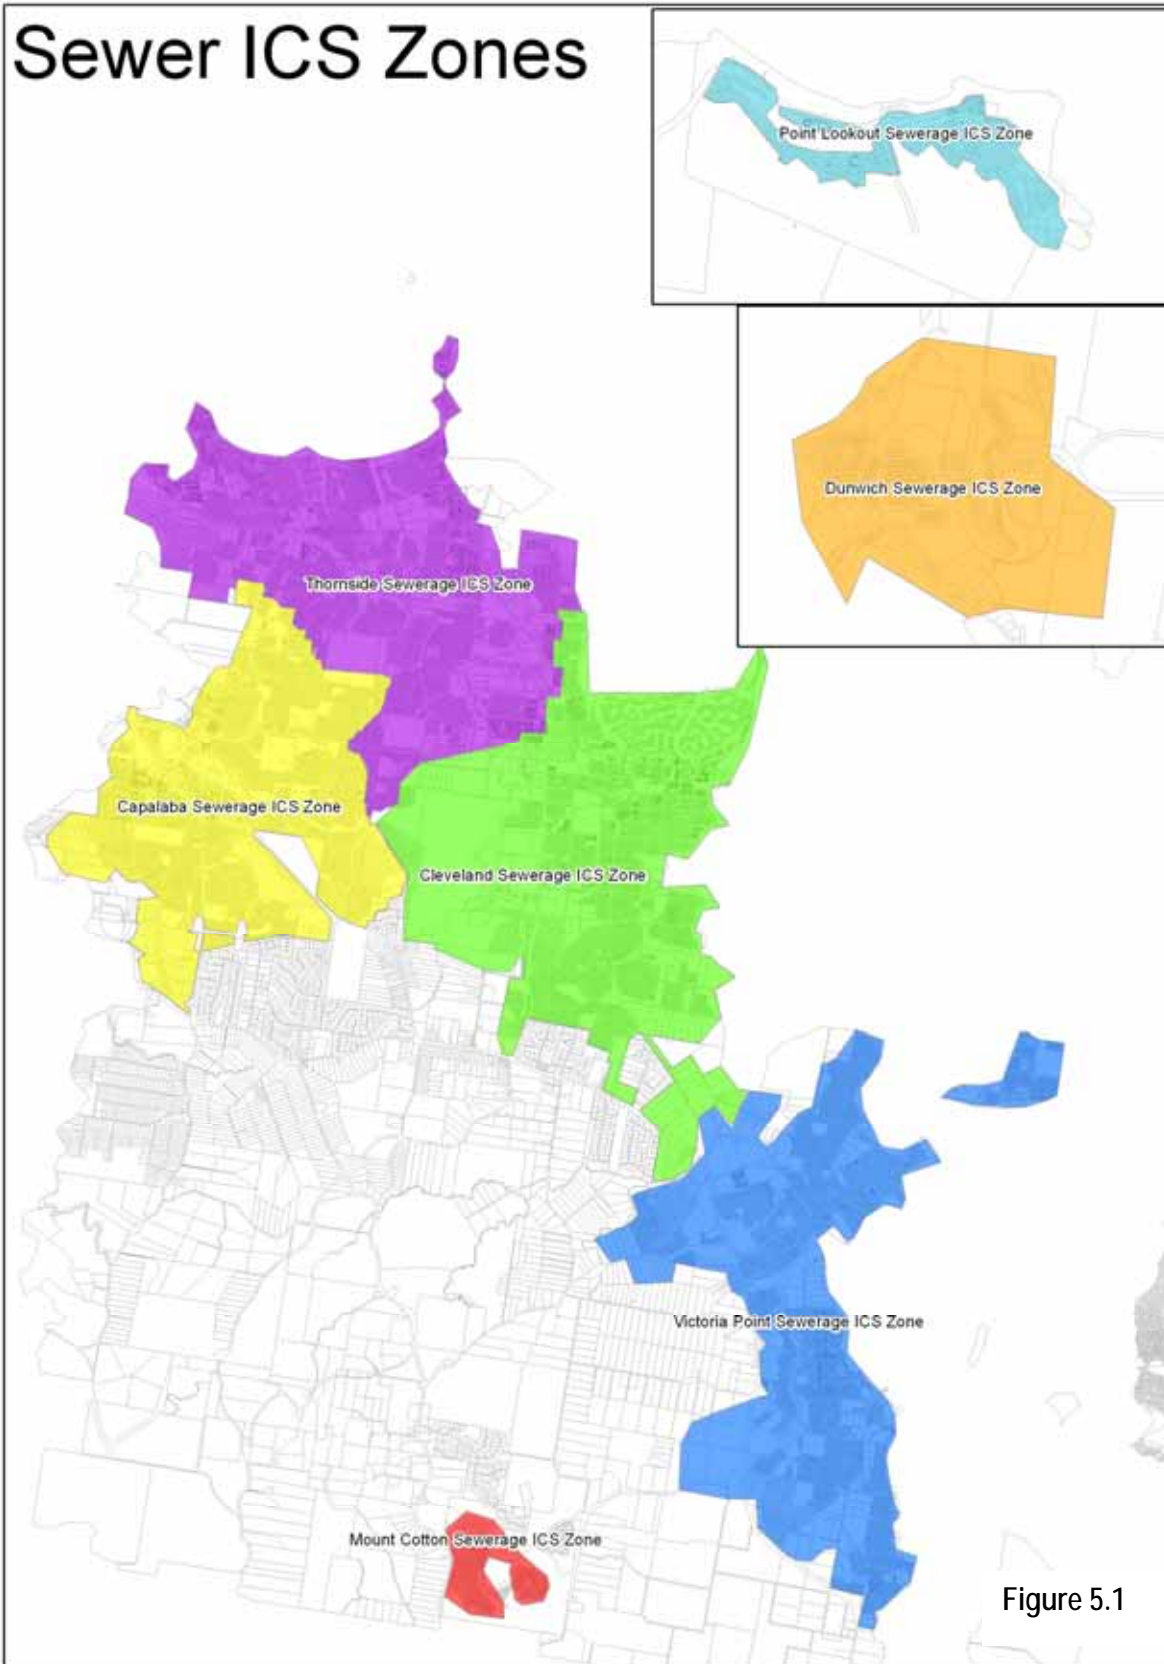 Sewer ICS Zones
Point Lookout Sewerage ICS Zone
Dunwich Sewerage ICS Zone
Thornside Sewerage ICS Zone
Capalaba Sewerage ICS Zone
Cleveland Sewerage ICS Zone
Victoria Point Sewerage ICS Zone
Mount Cotton Sewerage ICS Zone
Figure 5.1